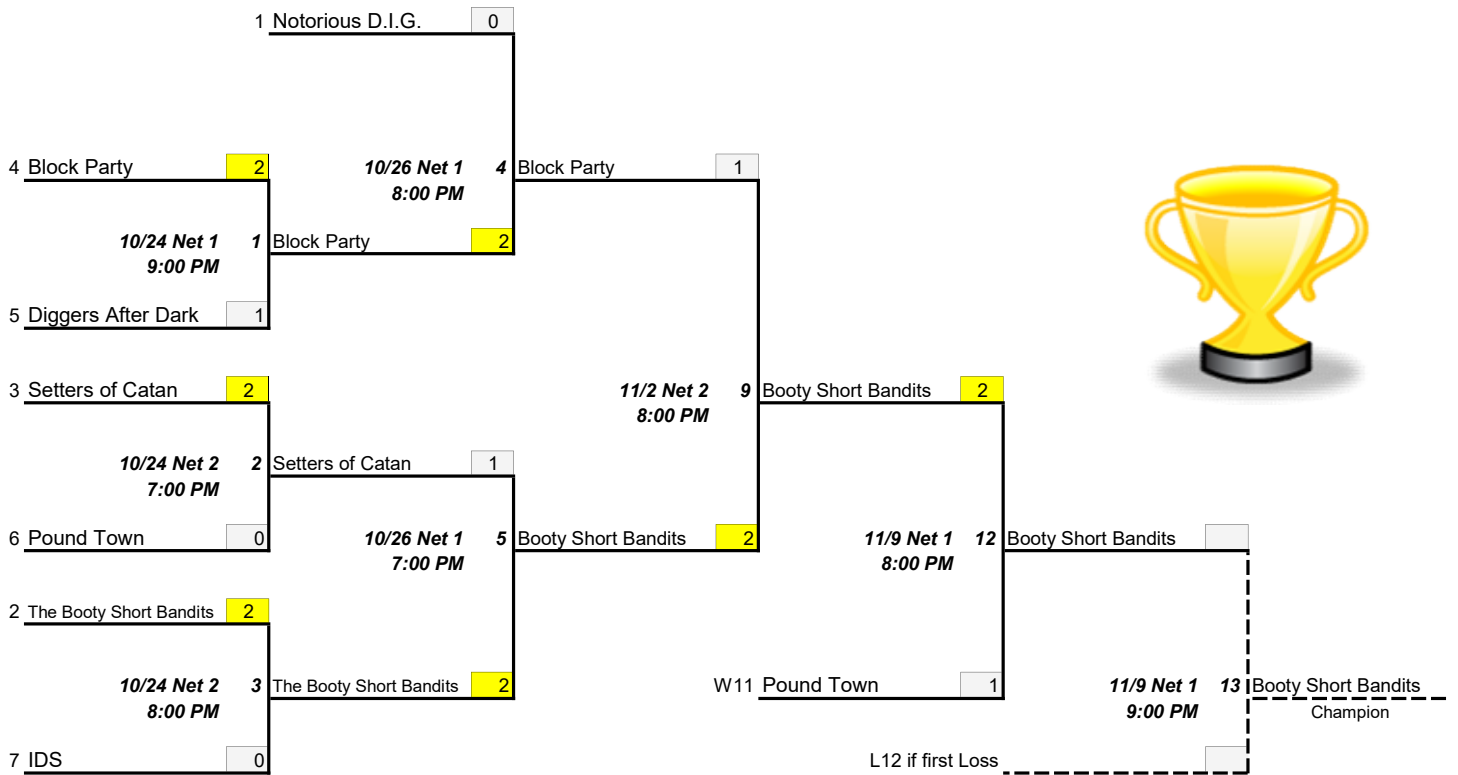 1 Notorious D.I.G. 0
4 Block Party 2
10/26 Net 1 4 Block Party 1
8:00 PM
10/24 Net 1 1 Block Party 2
9:00 PM
5 Diggers After Dark 1
3 Setters of Catan 2
11/2 Net 2 9 Booty Short Bandits 2
8:00 PM
10/24 Net 2 2 Setters of Catan 1
7:00 PM
6 Pound Town 0
10/26 Net 1 5 Booty Short Bandits 2
7:00 PM
11/9 Net 1 12 Booty Short Bandits
8:00 PM
2 The Booty Short Bandits 2
10/24 Net 2 3 The Booty Short Bandits 2
8:00 PM
W11 Pound Town 1
11/9 Net 1 13 Booty Short Bandits
9:00 PM
Champion
7 IDS 0
L12 if first Loss